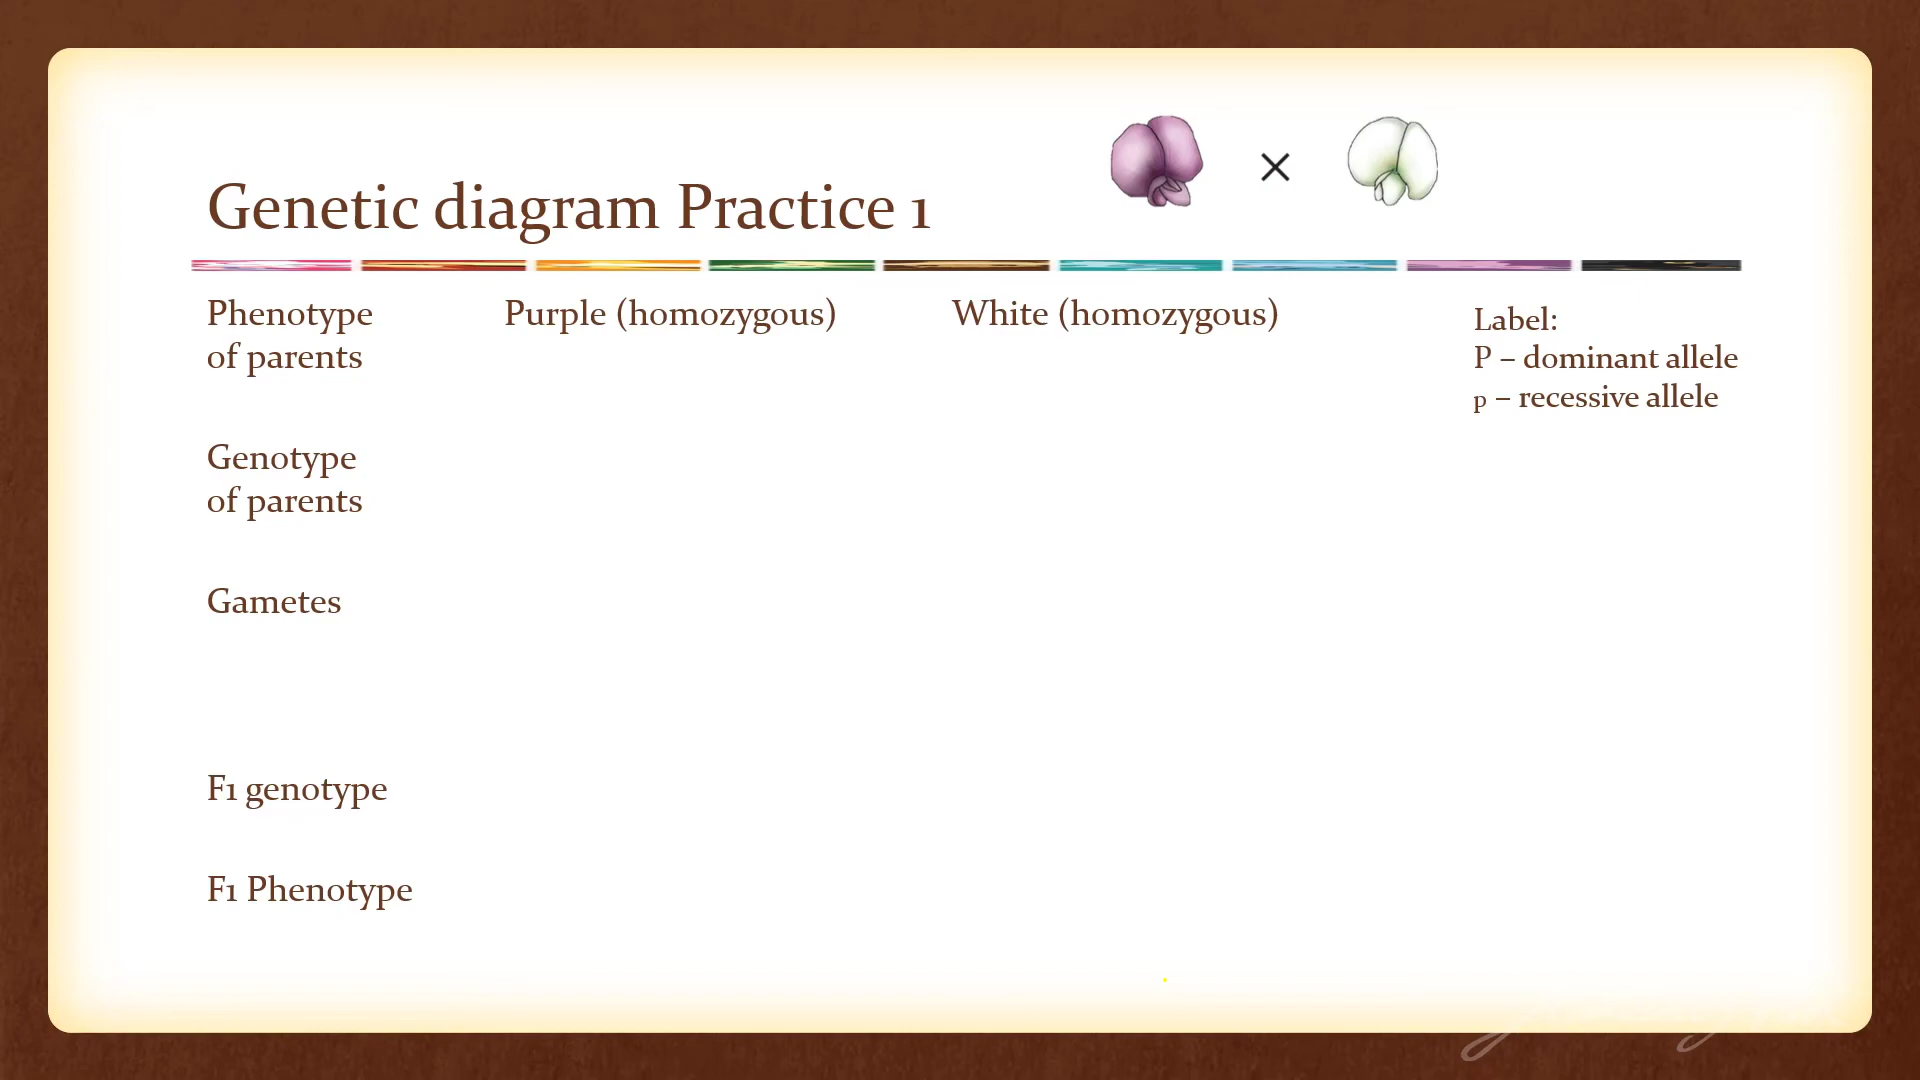 Genetic diagram Practice 1
Phenotype
of parents
Purple (homozygous)
White (homozygous)
Label:
P – dominant allele
p – recessive allele
Genotype
of parents
Gametes
F1 genotype
F1 Phenotype